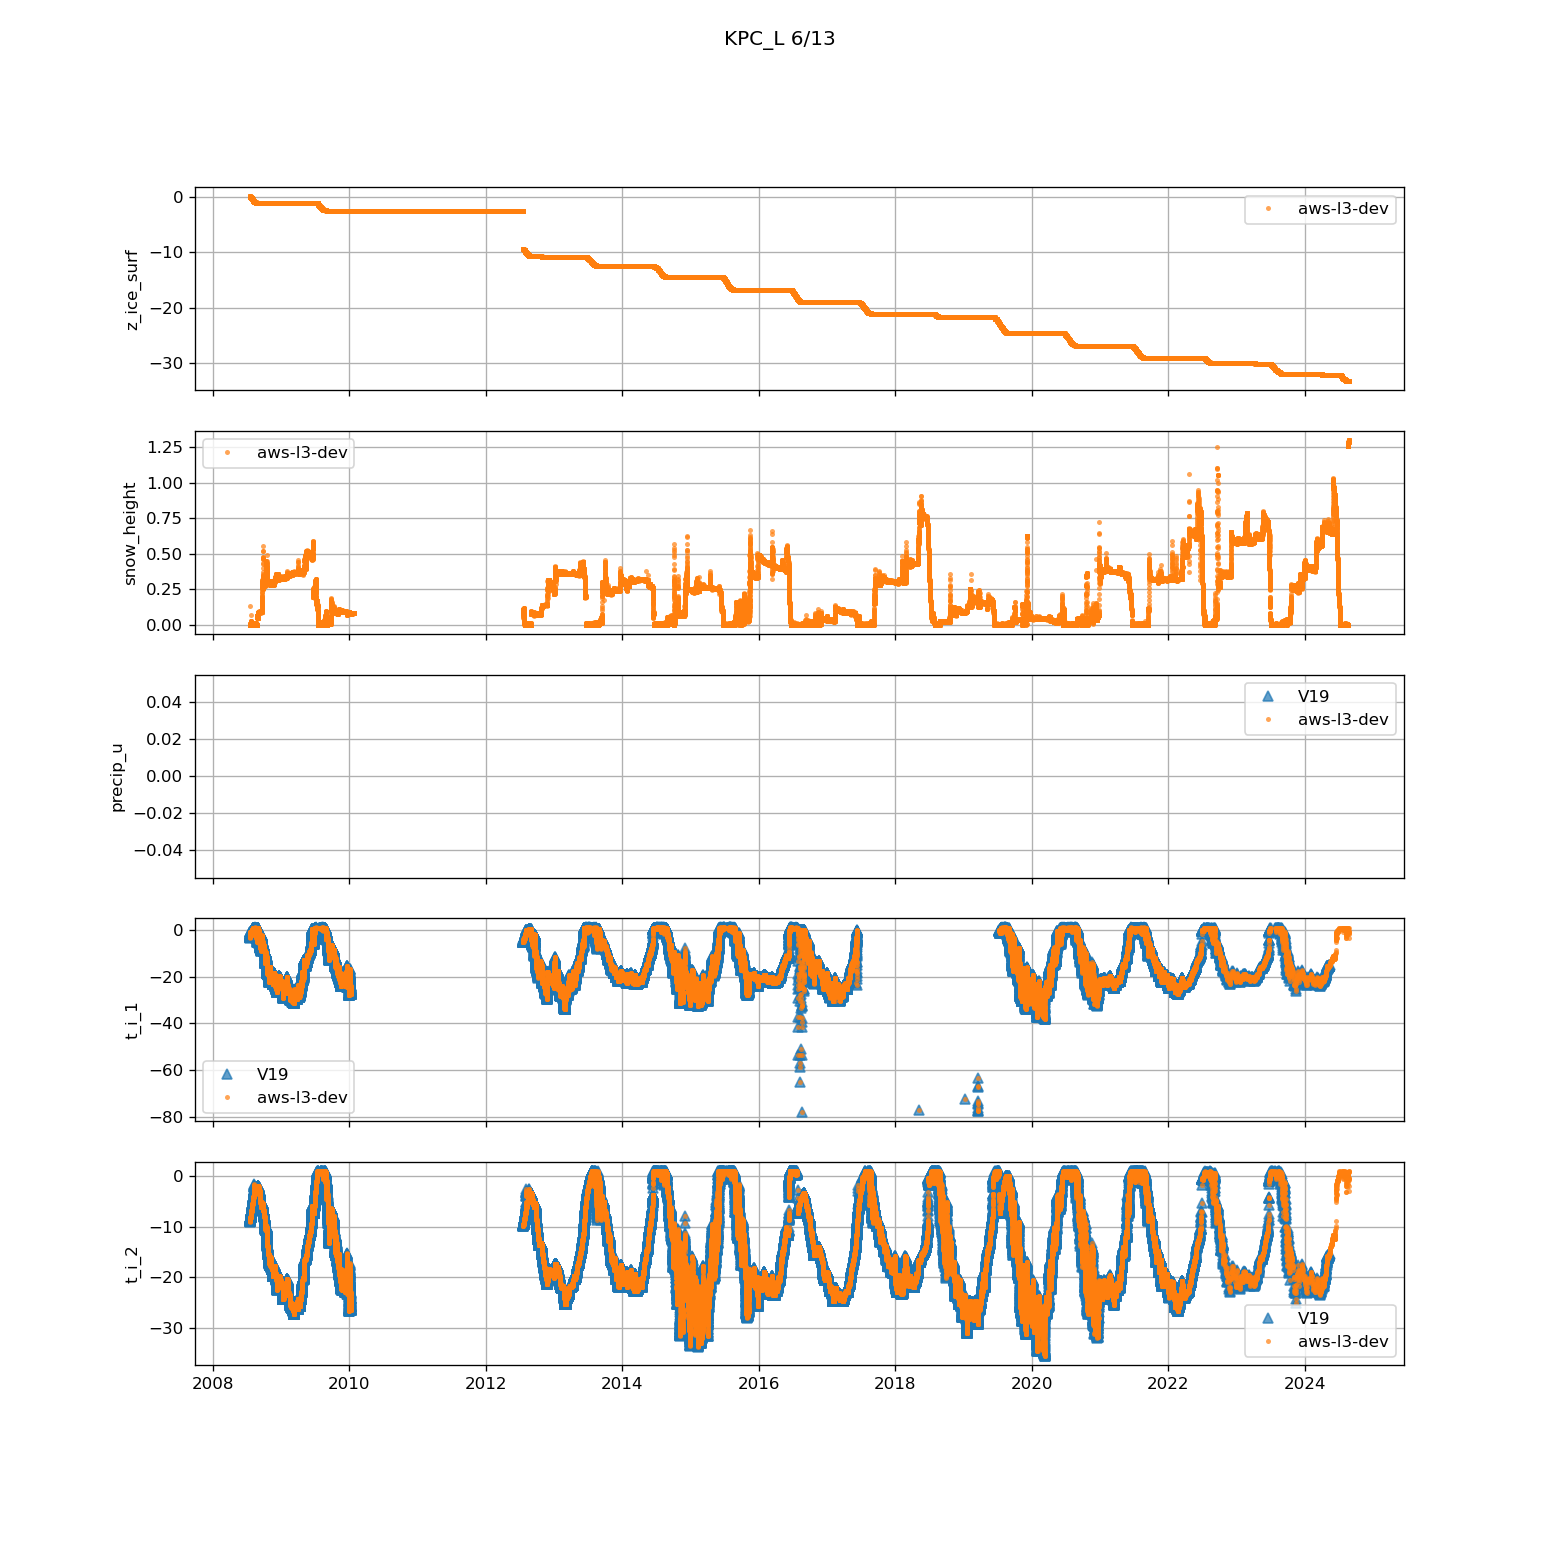 KPC_L 6/13
0
−10
−20
−30
z_ice_surf
aws-l3-dev
1.25
1.00
0.75
0.50
0.25
0.00
snow_height
aws-l3-dev
0.04
0.02
0.00
−0.02
−0.04
precip_u
V19
aws-l3-dev
0
−20
−40
−60
−80
t_i_1
V19
aws-l3-dev
0
−10
−20
−30
t_i_2
V19
aws-l3-dev
2008 2010 2012 2014 2016 2018 2020 2022 2024